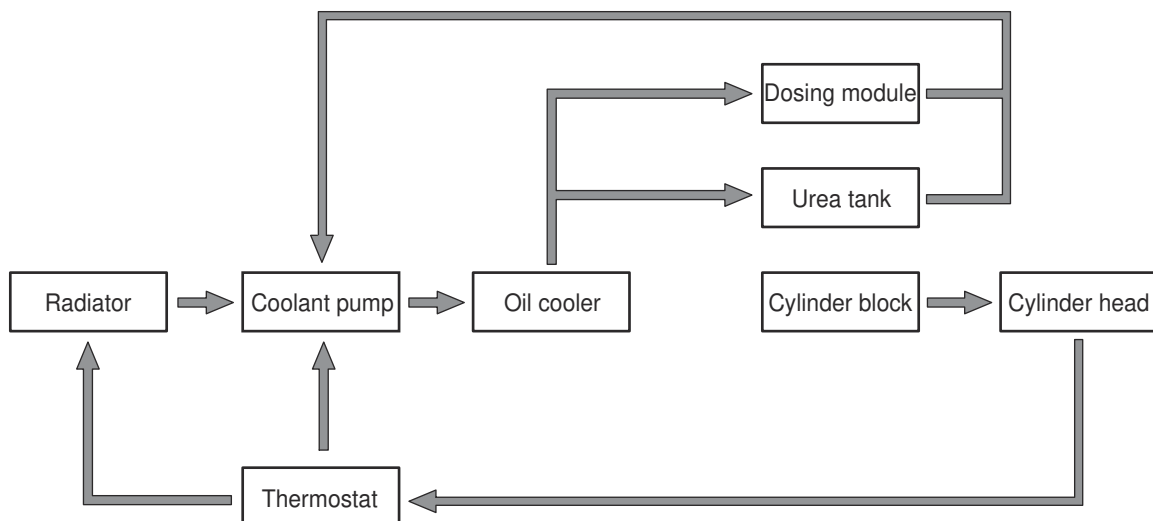 Dosing module
Urea tank
Radiator
Coolant pump
Oil cooler
Cylinder block
Cylinder head
Thermostat